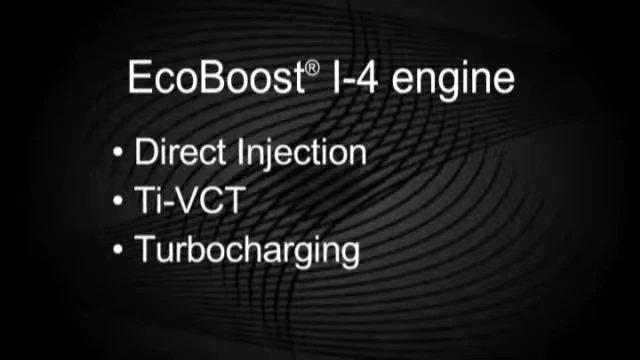 EcoBoost® I-4 engine
• Direct Injection
• Ti-VCT
• Turbocharging